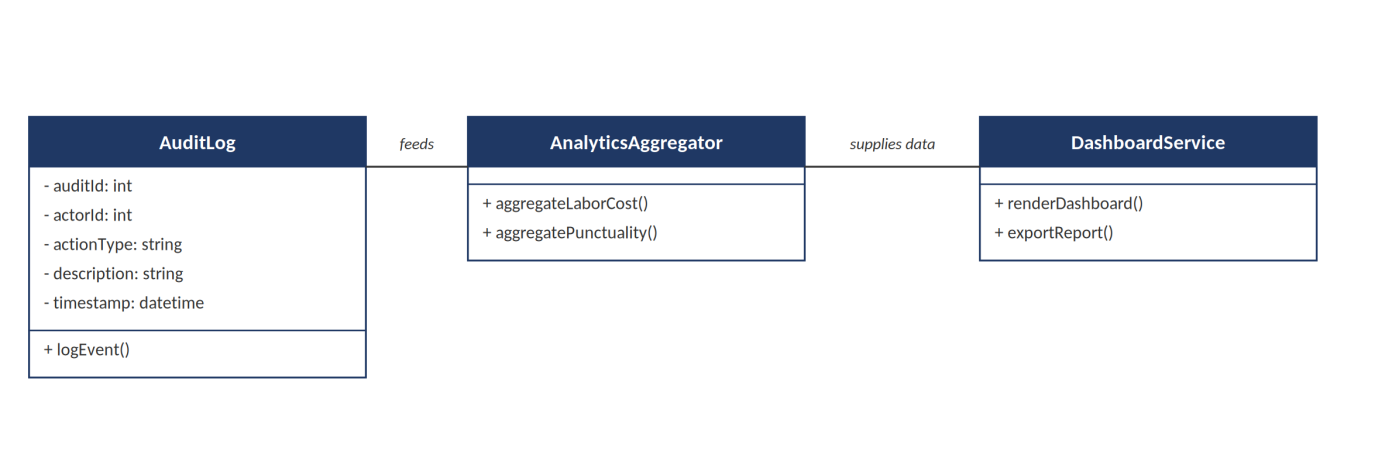 AuditLog
- auditId: int
- actorId: int
- actionType: string
- description: string
- timestamp: datetime
+ logEvent()
feeds
AnalyticsAggregator
+ aggregateLaborCost()
+ aggregatePunctuality()
supplies data
DashboardService
+ renderDashboard()
+ exportReport()